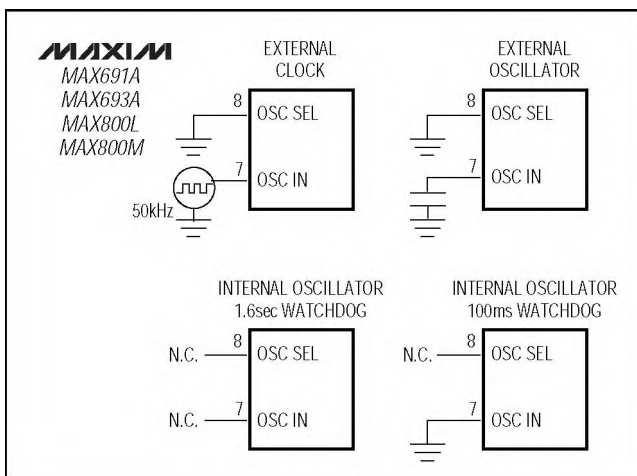 MAXIM
MAX691A
MAX693A
MAX800L
MAX800M
EXTERNAL
CLOCK
8
OSC SEL
7
OSC IN
50kHz
EXTERNAL
OSCILLATOR
8
OSC SEL
7
OSC IN
INTERNAL OSCILLATOR
1.6sec WATCHDOG
N.C.
8
OSC SEL
N.C.
7
OSC IN
INTERNAL OSCILLATOR
100ms WATCHDOG
N.C.
8
OSC SEL
7
OSC IN